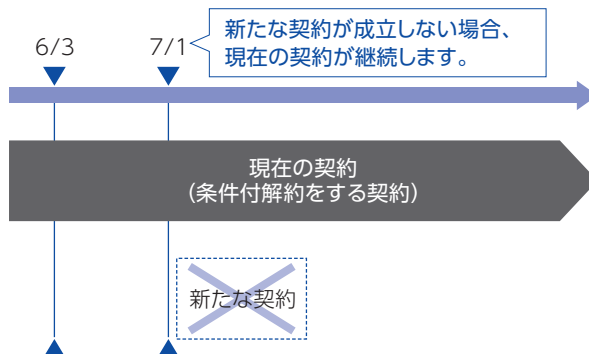 6/3
7/1
新たな契約が成立しない場合、
現在の契約が継続します。
現在の契約
（条件付解約をする契約）
新たな契約